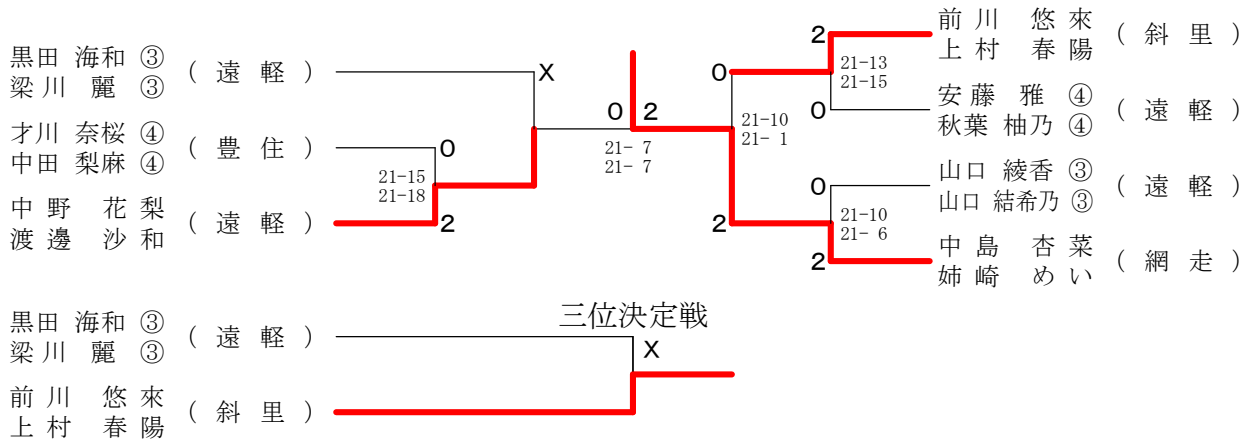 黒田 海和 ③
梁川 麗 ③
( 遠 軽 )
X
才川 奈桜 ④
中田 梨麻 ④
( 豊 住 )
0
21-15
21-18
中 野 花 梨
渡 邊 沙 和
( 遠 軽 )
2
0 2
21- 7
21- 7
前 川 悠 來
上 村 春 陽
( 斜 里 )
2
21-13
21-15
0
安 藤 雅 ④
秋葉 柚乃 ④
( 遠 軽 )
0
21-10
21- 1
山口 綾香 ③
山口 結希乃 ③
( 遠 軽 )
0
21-10
21- 6
2
中 島 杏 菜
姉 崎 め い
( 網 走 )
2
三位決定戦
黒田 海和 ③
梁川 麗 ③
( 遠 軽 )
X
前 川 悠 來
上 村 春 陽
( 斜 里 )